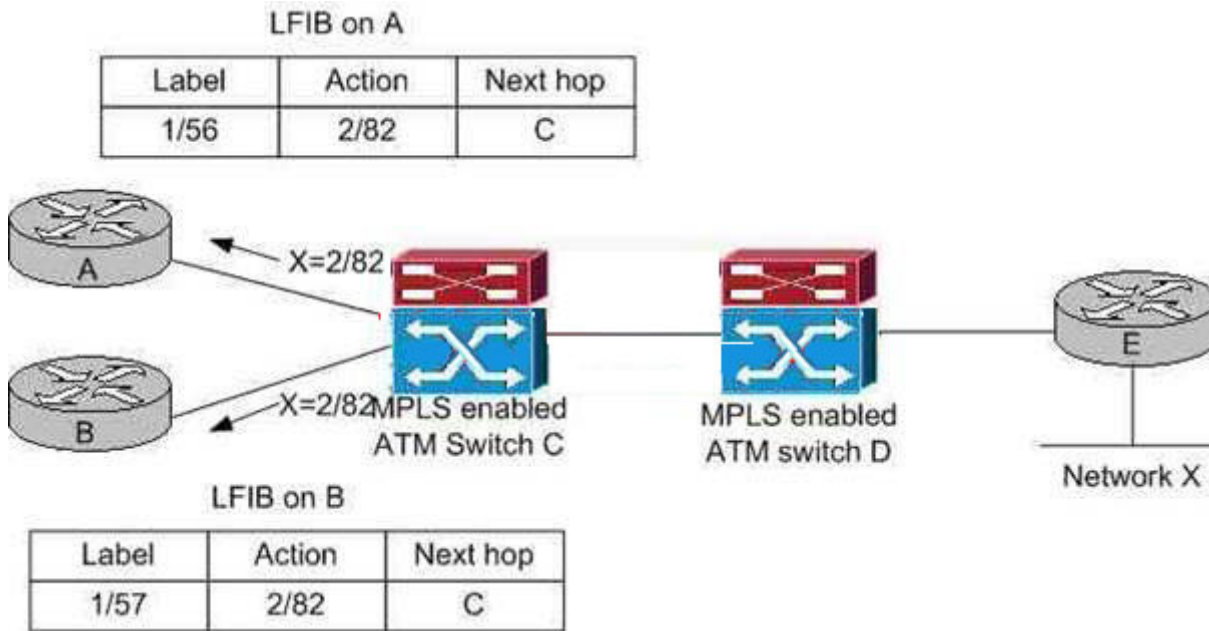 LFIB on A
Label Action Next hop
1/56 2/82 C
A
X=2/82
B
X=2/82
MPLS enabled
ATM Switch C
MPLS enabled
ATM switch D
E
Network X
LFIB on B
Label Action Next hop
1/57 2/82 C